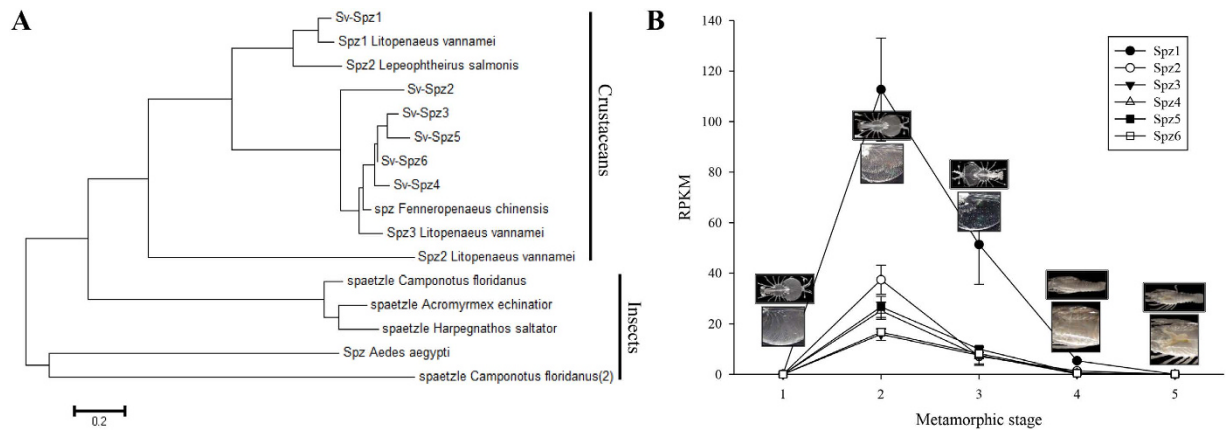 A
Sv-Spz1
Spz1 Litopenaeus vannamei
Spz2 Lepeophtheirus salmonis
Sv-Spz2
Sv-Spz3
Sv-Spz5
Sv-Spz6
Sv-Spz4
spz Fenneropenaeus chinensis
Spz3 Litopenaeus vannamei
Spz2 Litopenaeus vannamei
spaetzle Camponotus floridanus
spaetzle Acromyrmex echinatior
spaetzle Harpegnathos saltator
Spz Aedes aegypti
spaetzle Camponotus floridanus(2)
Crustaceans
Insects
0.2
B
140
120
100
80
60
40
20
0
RPKM
1 2 3 4 5
Metamorphic stage
Spz1
Spz2
Spz3
Spz4
Spz5
Spz6